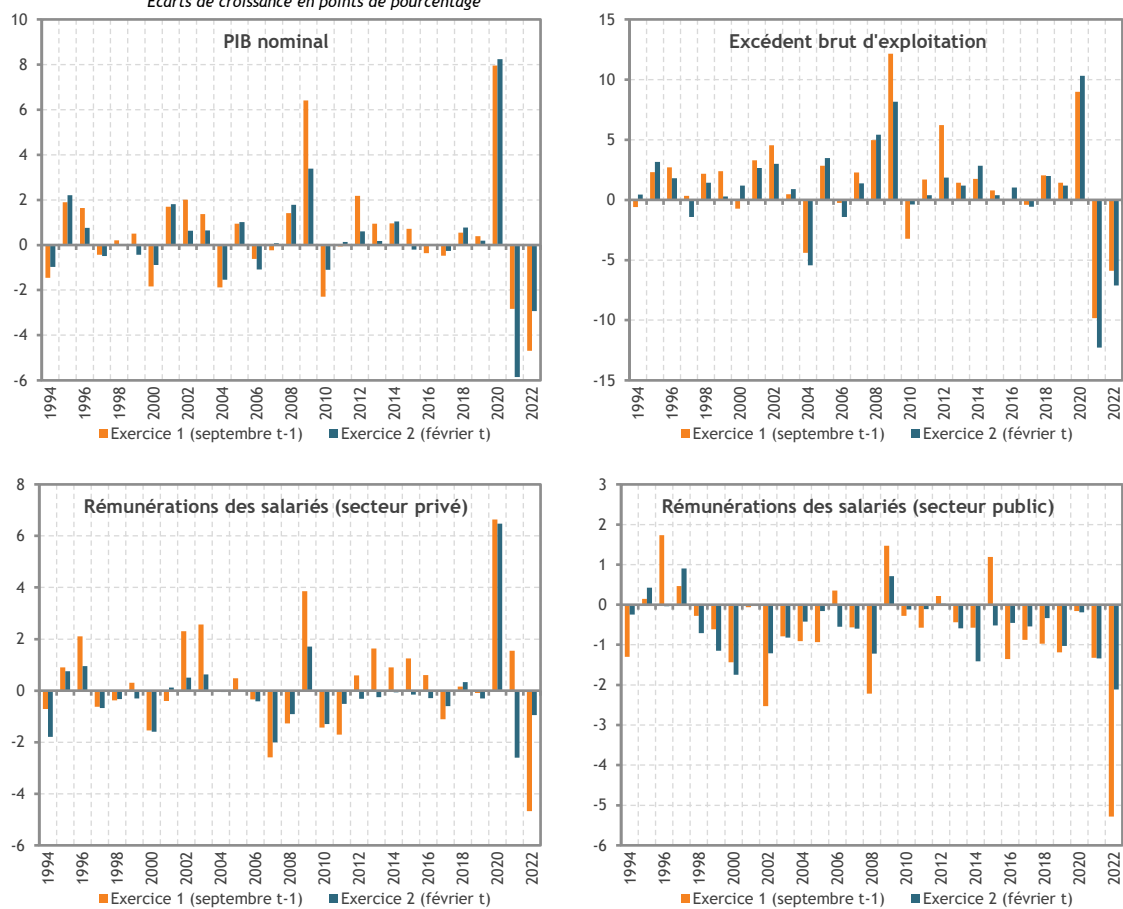 Ecarts de croissance en points de pourcentage
PIB nominal
10
8
6
4
2
0
-2
-4
-6
1994 1996 1998 2000 2002 2004 2006 2008 2010 2012 2014 2016 2018 2020 2022
Exercice 1 (septembre t-1) Exercice 2 (février t)
Excédent brut d'exploitation
15
10
5
0
-5
-10
-15
1994 1996 1998 2000 2002 2004 2006 2008 2010 2012 2014 2016 2018 2020 2022
Exercice 1 (septembre t-1) Exercice 2 (février t)
Rémunérations des salariés (secteur privé)
8
6
4
2
0
-2
-4
-6
1994 1996 1998 2000 2002 2004 2006 2008 2010 2012 2014 2016 2018 2020 2022
Exercice 1 (septembre t-1) Exercice 2 (février t)
Rémunérations des salariés (secteur public)
3
2
1
0
-1
-2
-3
-4
-5
-6
1994 1996 1998 2000 2002 2004 2006 2008 2010 2012 2014 2016 2018 2020 2022
Exercice 1 (septembre t-1) Exercice 2 (février t)